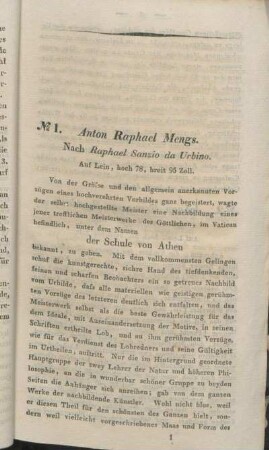 № 1. Anton Raphael Mengs.
Nach Raphael Sanzio da Urbino.
Auf Lein, hoch 78, breit 95 Zoll.
Von der Größe und den allgemein anerkannten Vor-
zügen eines hochverehrten Vorbildes ganz begeistert, wagte
der selbst hochgestellte Meister eine Nachbildung eines
jener trefflichen Meisterwerke des Göttlichen, im Vatican
befindlich, unter dem Namen
der Schule von Athen
bekannt, zu geben. Mit dem vollkommensten Gelingen
schuf die kunstgerechte, sichre Hand des tiefdenkenden,
feinen und scharfen Beobachters ein so getreues Nachbild
vom Urbilde, daß alle materiellen wie geistigen, gerühm-
ten Vorzüge des letzteren deutlich sich entfalten, und das
Meisterwerk selbst als die beste Gewährleistung für das
dem Ideale, mit Auseinandersetzung der Motive, in seinen
Schriften ertheilte Lob, und an ihm gerühmten Vorzüge,
wie für das Verdienst des Lobredners und seine Gültigkeit
im Urtheilen, auftritt. Nur die im Hintergrund geordnete
Hauptgruppe der zwey Lehrer der Natur und höheren Phi-
losophie, an die in wunderbar schöner Gruppe zu beyden
Seiten die Anhänger sich anreihen; gab von dem ganzen
Werke der nachbildende Künstler. Wohl nicht blos, weil
er diesen Theil für den schönsten des Ganzen hielt, son-
dern weil vielleicht vorgeschriebener Mass und Form des
1